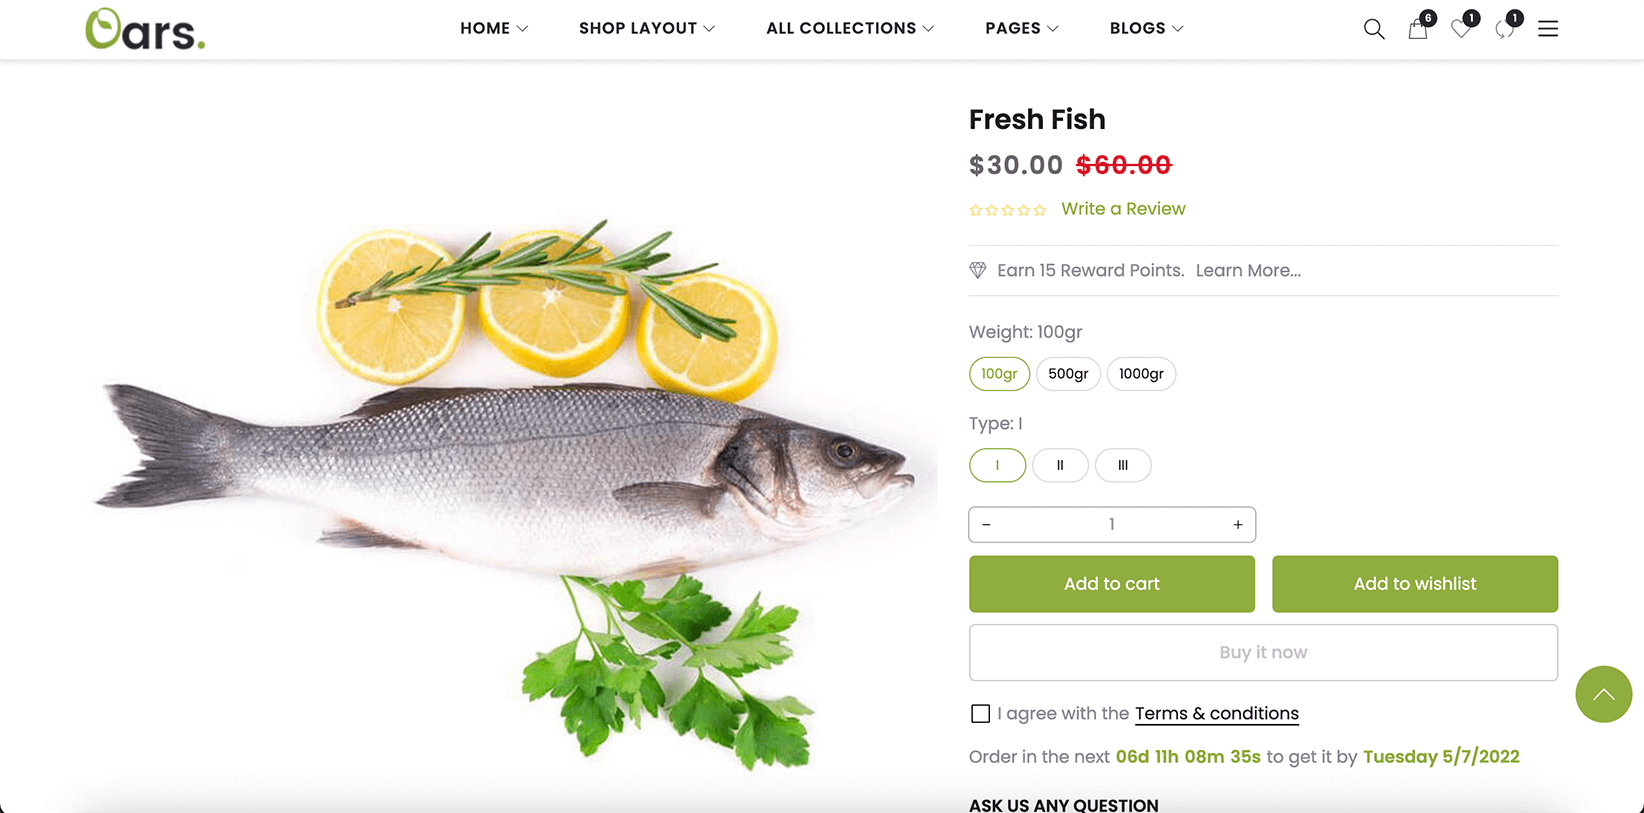 Oars.
HOME SHOP LAYOUT ALL COLLECTIONS PAGES BLOGS 6 1 1
Fresh Fish
$30.00 $60.00
Write a Review
Earn 15 Reward Points. Learn More...
Weight: 100gr
100gr 500gr 1000gr
Type: I
I II III
− 1 +
Add to cart Add to wishlist
Buy it now
I agree with the Terms & conditions
Order in the next 06d 11h 08m 35s to get it by Tuesday 5/7/2022
ASK US ANY QUESTION